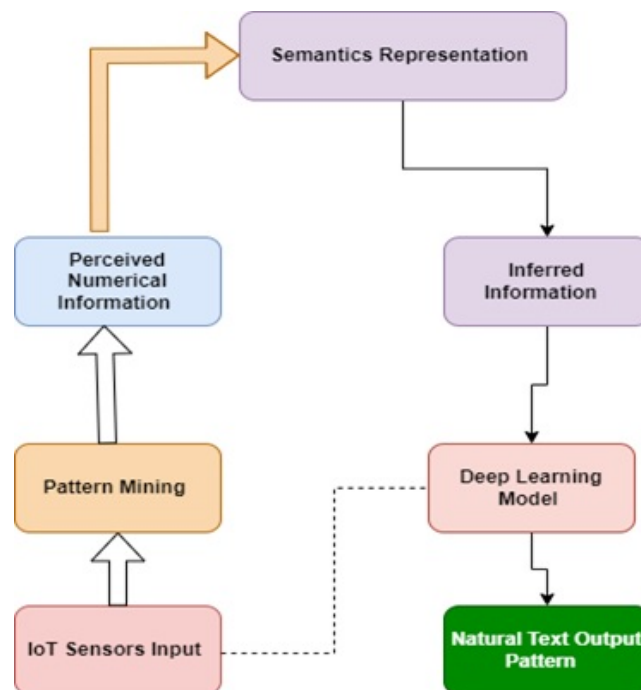 Semantics Representation
Perceived
Numerical
Information
Inferred
Information
Pattern Mining
Deep Learning
Model
IoT Sensors Input
Natural Text Output
Pattern